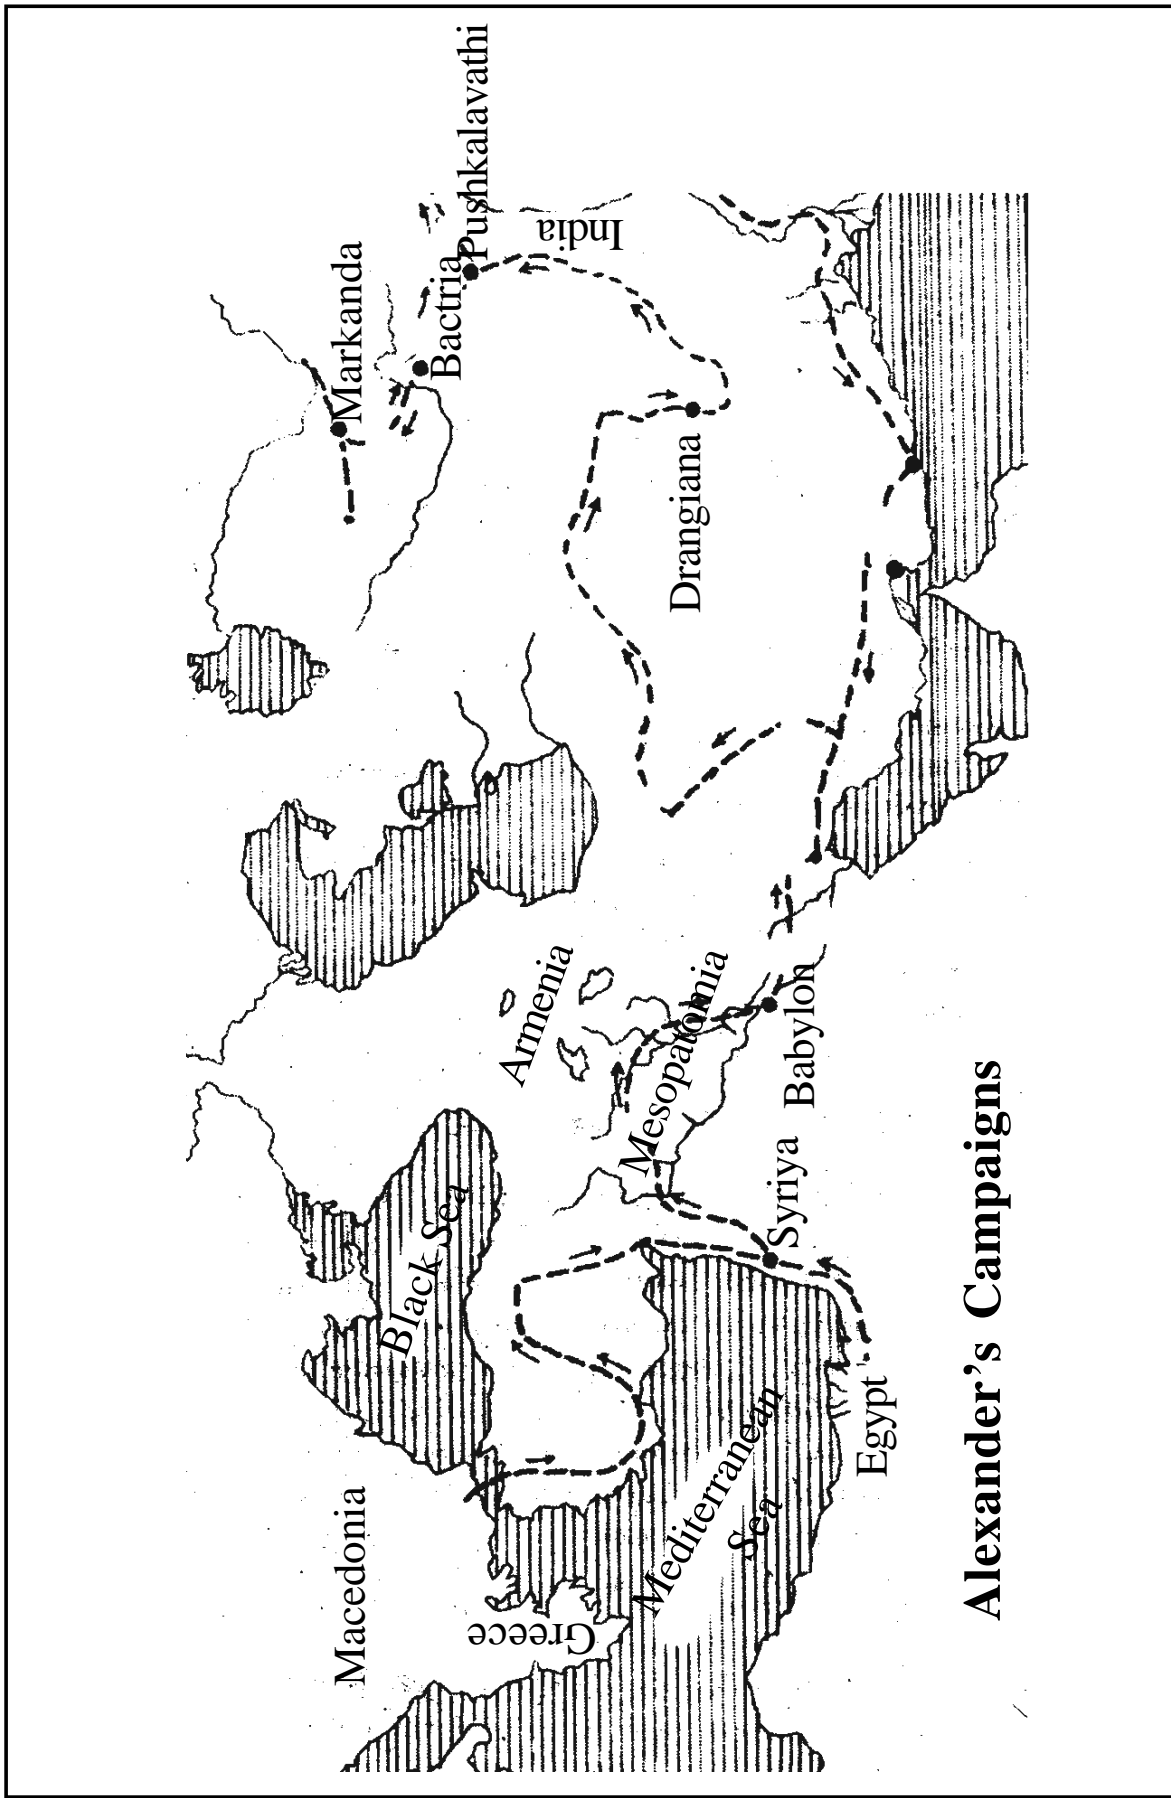 Macedonia
Greece
Black Sea
Mediterranean
Sea
Egypt
Syriya
Armenia
Mesopatomia
Babylon
Drangiana
Markanda
Bactria
Pushkalavathi
India
Alexander's Campaigns